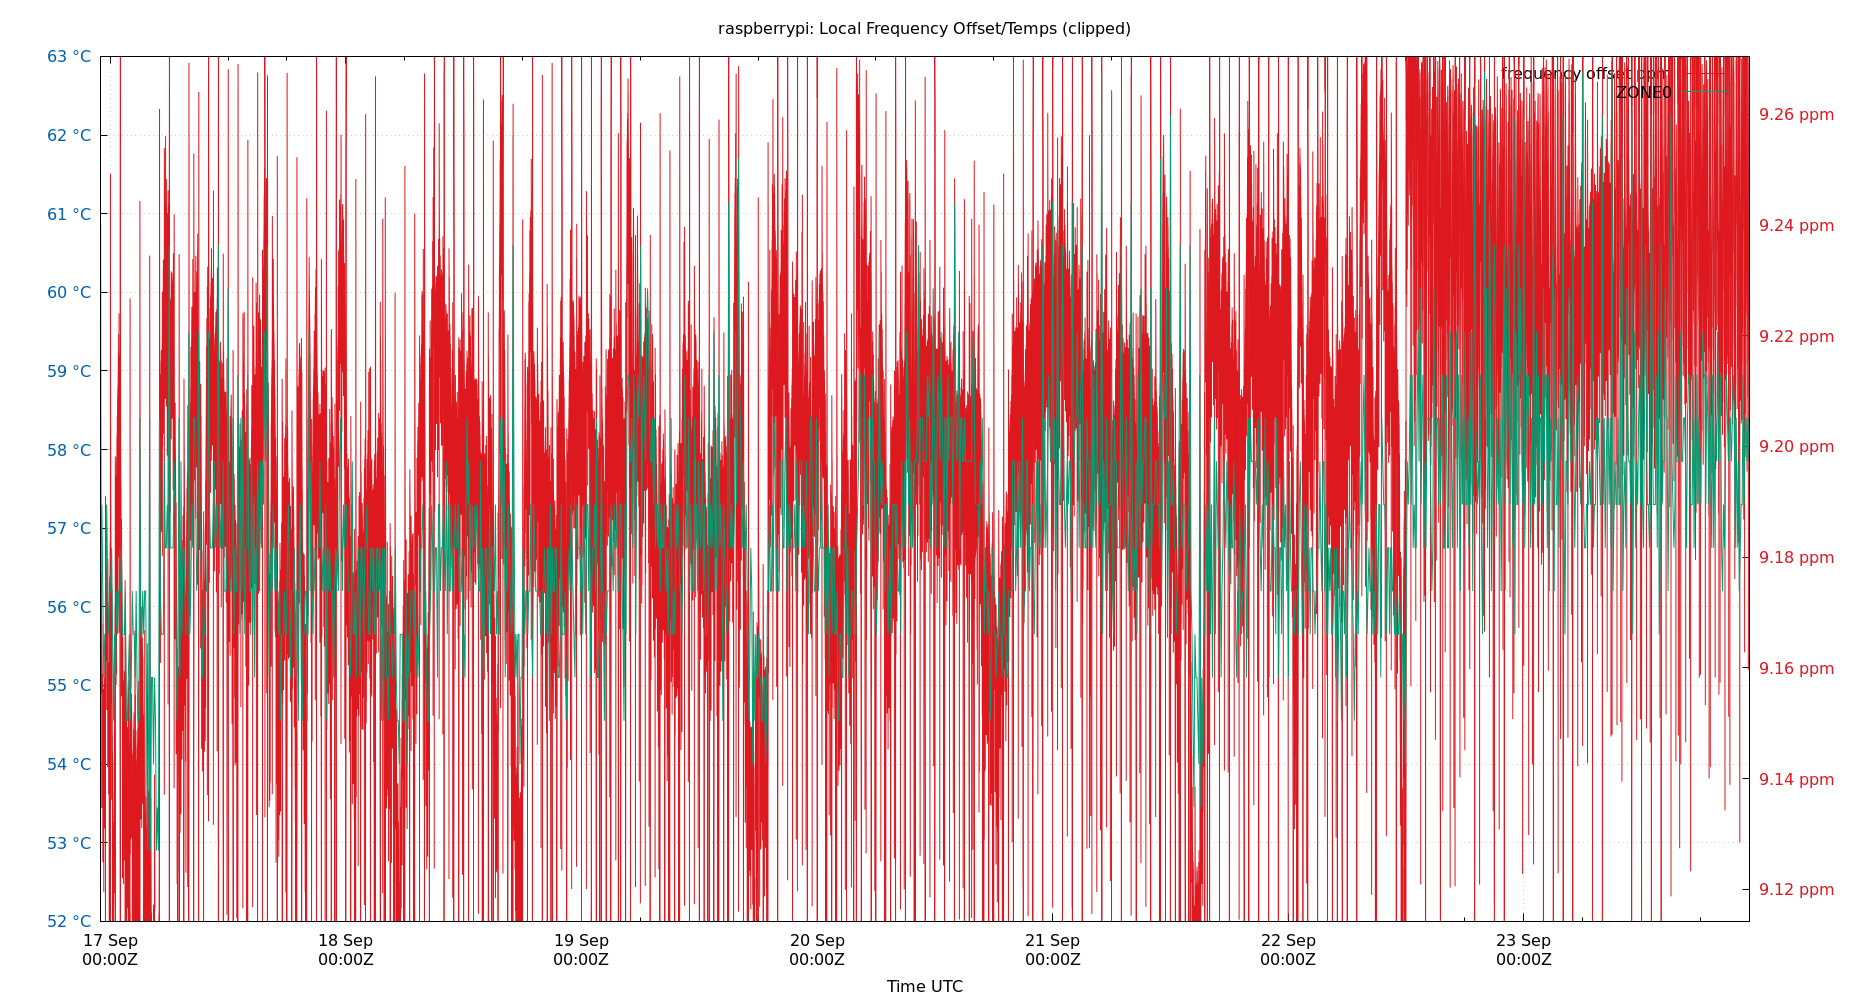 raspberrypi: Local Frequency Offset/Temps (clipped)
63 °C
62 °C
61 °C
60 °C
59 °C
58 °C
57 °C
56 °C
55 °C
54 °C
53 °C
52 °C
frequency offset ppm
ZONE0
9.26 ppm
9.24 ppm
9.22 ppm
9.20 ppm
9.18 ppm
9.16 ppm
9.14 ppm
9.12 ppm
17 Sep
00:00Z
18 Sep
00:00Z
19 Sep
00:00Z
20 Sep
00:00Z
21 Sep
00:00Z
22 Sep
00:00Z
23 Sep
00:00Z
Time UTC